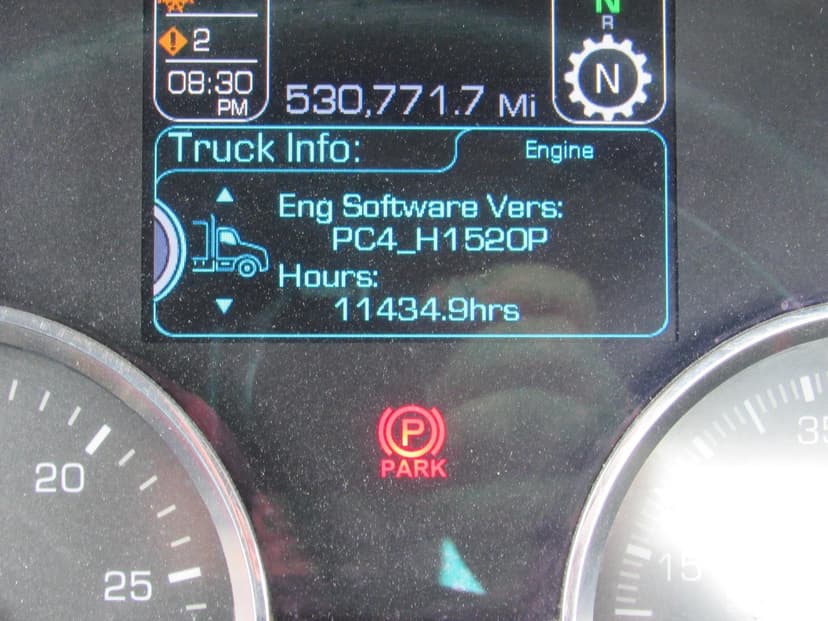 2
08:30
PM
530,771.7 Mi
N
R
N
Truck Info:
Engine
Eng Software Vers:
PC4_H1520P
Hours:
11434.9hrs
P
PARK
20
25
15